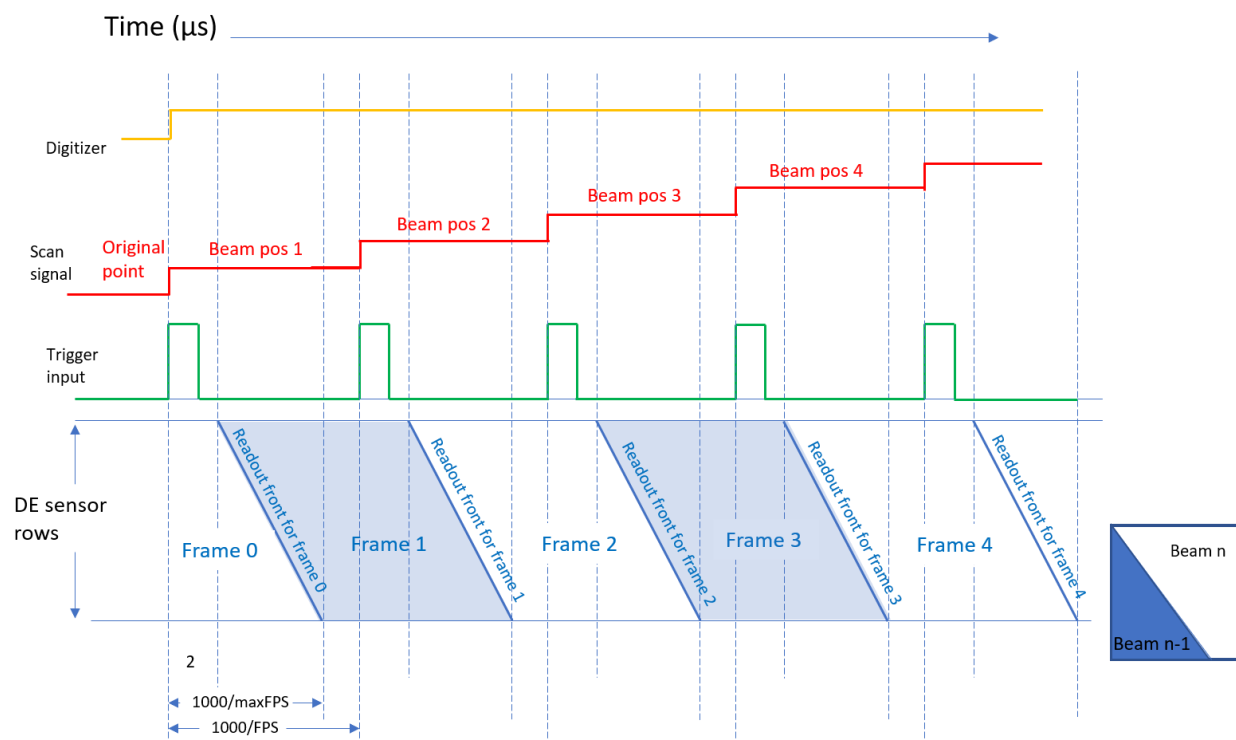 Time (μs)
Digitizer
Beam pos 4
Beam pos 3
Beam pos 2
Beam pos 1
Original
point
Scan
signal
Trigger
input
Readout front for frame 0
Readout front for frame 1
Readout front for frame 2
Readout front for frame 3
Readout front for frame 4
DE sensor
rows
Frame 0
Frame 1
Frame 2
Frame 3
Frame 4
Beam n
Beam n-1
2
1000/maxFPS
1000/FPS